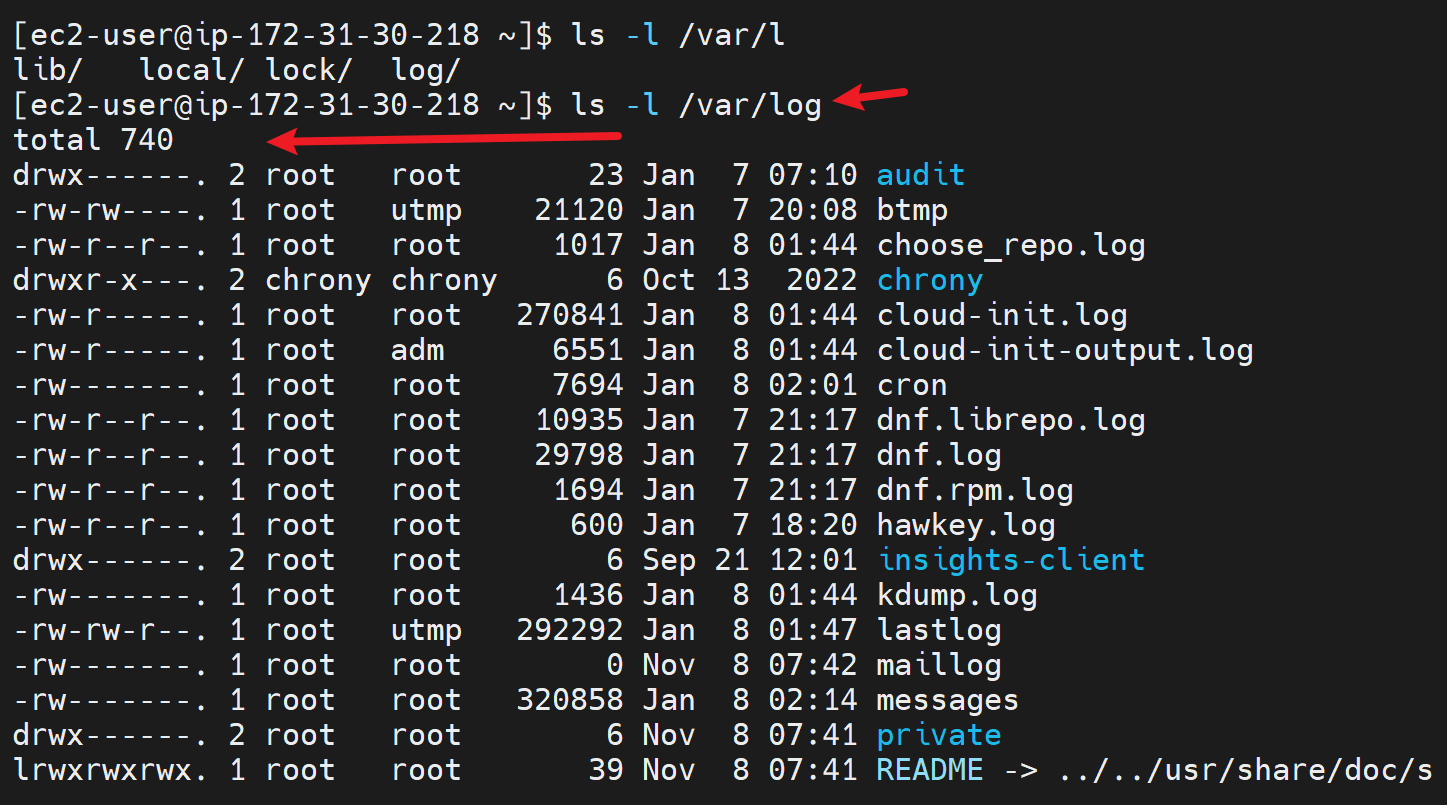 [ec2-user@ip-172-31-30-218 ~]$ ls -l /var/l
lib/   local/ lock/  log/
[ec2-user@ip-172-31-30-218 ~]$ ls -l /var/log
total 740
drwx------. 2 root   root       23 Jan  7 07:10 audit
-rw-rw----. 1 root   utmp    21120 Jan  7 20:08 btmp
-rw-r--r--. 1 root   root     1017 Jan  8 01:44 choose_repo.log
drwxr-x---. 2 chrony chrony      6 Oct 13  2022 chrony
-rw-r-----. 1 root   root   270841 Jan  8 01:44 cloud-init.log
-rw-r-----. 1 root   adm      6551 Jan  8 01:44 cloud-init-output.log
-rw-------. 1 root   root     7694 Jan  8 02:01 cron
-rw-r--r--. 1 root   root    10935 Jan  7 21:17 dnf.librepo.log
-rw-r--r--. 1 root   root    29798 Jan  7 21:17 dnf.log
-rw-r--r--. 1 root   root     1694 Jan  7 21:17 dnf.rpm.log
-rw-r--r--. 1 root   root      600 Jan  7 18:20 hawkey.log
drwx------. 2 root   root        6 Sep 21 12:01 insights-client
-rw-------. 1 root   root     1436 Jan  8 01:44 kdump.log
-rw-rw-r--. 1 root   utmp   292292 Jan  8 01:47 lastlog
-rw-------. 1 root   root        0 Nov  8 07:42 maillog
-rw-------. 1 root   root   320858 Jan  8 02:14 messages
drwx------. 2 root   root        6 Nov  8 07:41 private
lrwxrwxrwx. 1 root   root       39 Nov  8 07:41 README -> ../../usr/share/doc/s